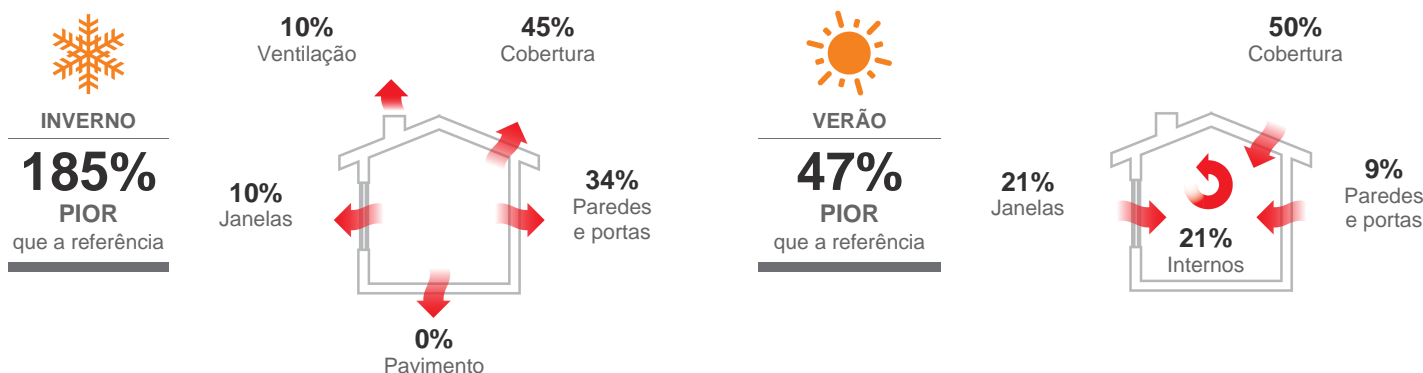 INVERNO
185%
PIOR
que a referência
10%
Ventilação
45%
Cobertura
10%
Janelas
34%
Paredes
e portas
0%
Pavimento
VERÃO
47%
PIOR
que a referência
50%
Cobertura
21%
Janelas
9%
Paredes
e portas
21%
Internos